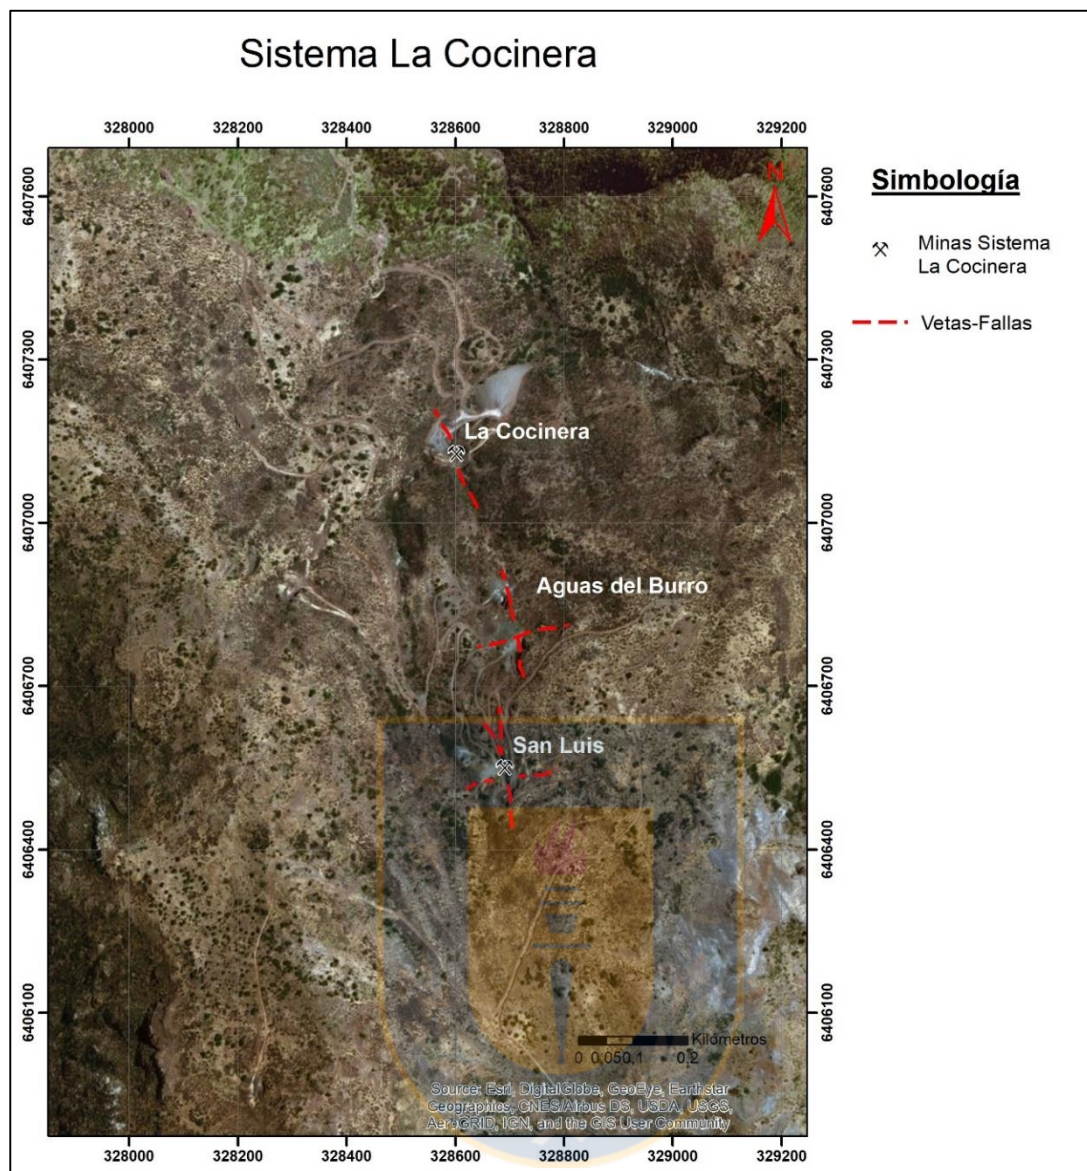 Sistema La Cocinera
328000 328200 328400 328600 328800 329000 329200
N
Simbología
Minas Sistema
La Cocinera
Vetas-Fallas
6407600
6407300
6407000
6406700
6406400
6406100
La Cocinera
Aguas del Burro
San Luis
6407600
6407300
6407000
6406700
6406400
6406100
Kilómetros
0 0,050,1 0,2
Source: Esri, DigitalGlobe, GeoEye, Earthstar
Geographics, CNES/Airbus DS, USDA, USGS,
AeroGRID, IGN, and the GIS User Community
328000 328200 328400 328600 328800 329000 329200